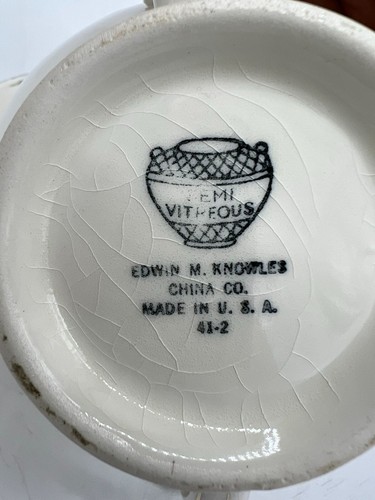 SEMI
VITREOUS
EDWIN M. KNOWLES
CHINA CO.
MADE IN U. S. A.
41-2